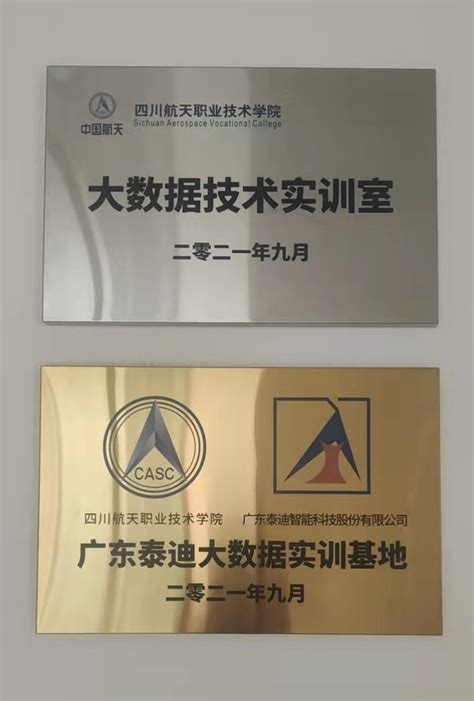 中国航天
四川航天职业技术学院
Sichuan Aerospace Vocational College
大数据技术实训室
二零二一年九月
CASC
四川航天职业技术学院 广东泰迪智能科技股份有限公司
广东泰迪大数据实训基地
二零二一年九月